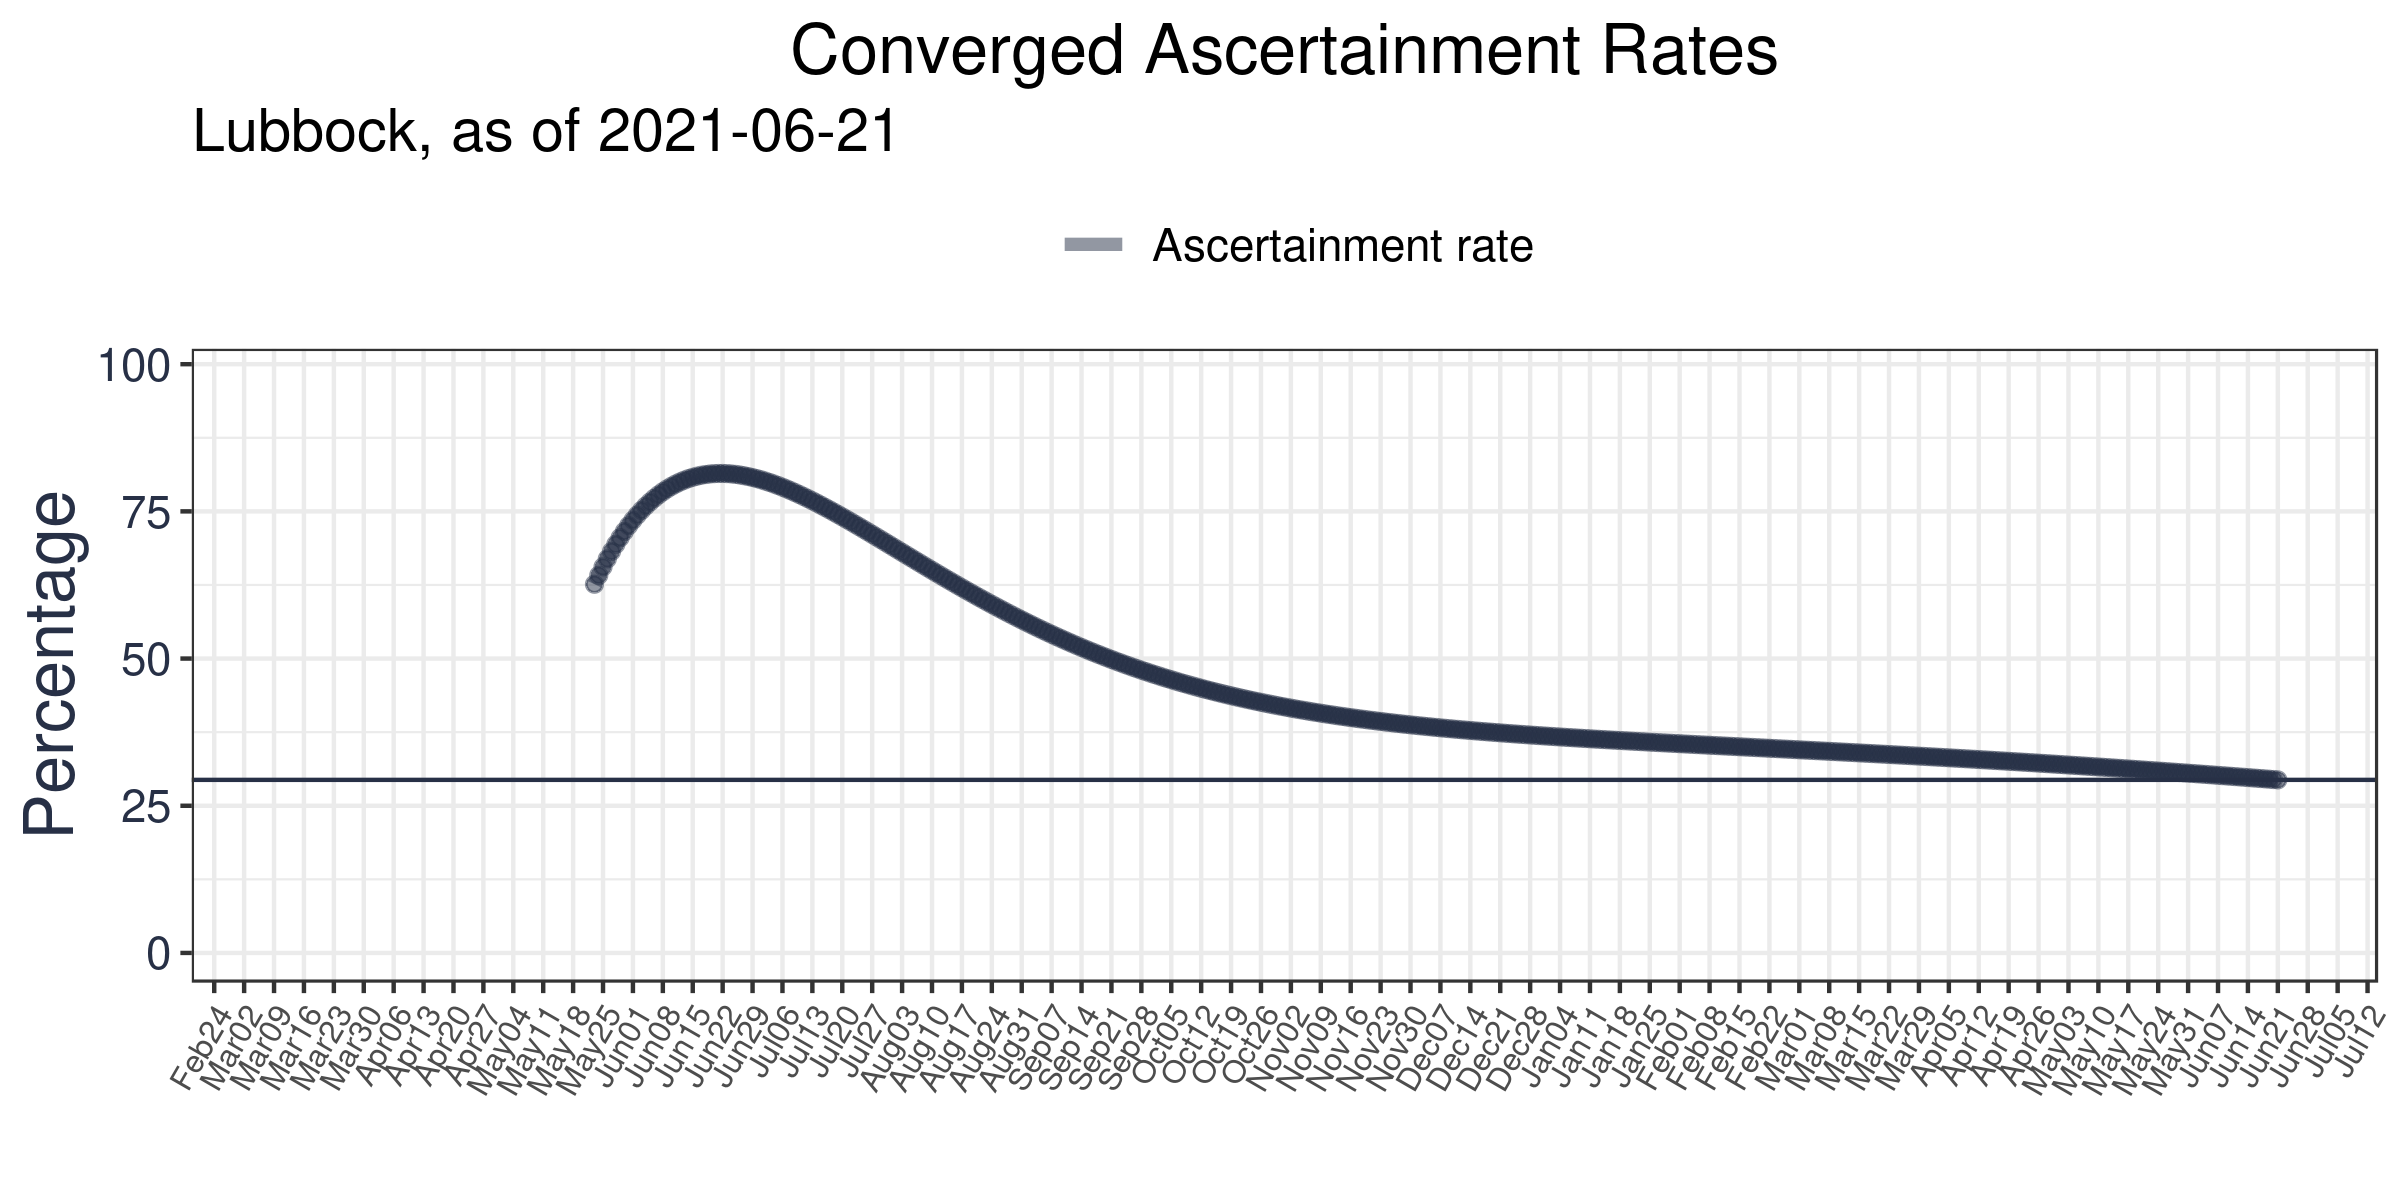 Converged Ascertainment Rates
Lubbock, as of 2021-06-21
Ascertainment rate
Percentage
100
75
50
25
0
Feb24
Mar02
Mar09
Mar16
Mar23
Mar30
Apr06
Apr13
Apr20
Apr27
May04
May11
May18
May25
Jun01
Jun08
Jun15
Jun22
Jun29
Jul06
Jul13
Jul20
Jul27
Aug03
Aug10
Aug17
Aug24
Aug31
Sep07
Sep14
Sep21
Sep28
Oct05
Oct12
Oct19
Oct26
Nov02
Nov09
Nov16
Nov23
Nov30
Dec07
Dec14
Dec21
Dec28
Jan04
Jan11
Jan18
Jan25
Feb01
Feb08
Feb15
Feb22
Mar01
Mar08
Mar15
Mar22
Mar29
Apr05
Apr12
Apr19
Apr26
May03
May10
May17
May24
May31
Jun07
Jun14
Jun21
Jun28
Jul05
Jul12